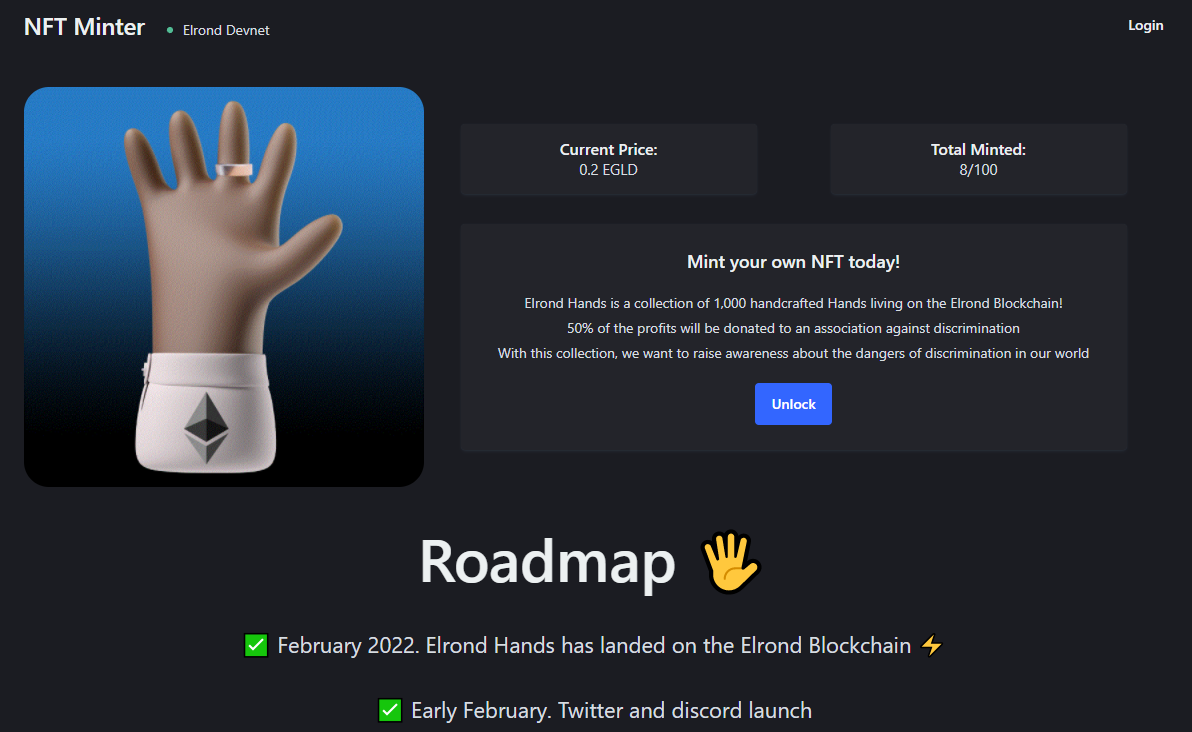 NFT Minter
Elrond Devnet
Login
Current Price:
0.2 EGLD
Total Minted:
8/100
Mint your own NFT today!
Elrond Hands is a collection of 1,000 handcrafted Hands living on the Elrond Blockchain!
50% of the profits will be donated to an association against discrimination
With this collection, we want to raise awareness about the dangers of discrimination in our world
Unlock
Roadmap 🖐
✅ February 2022. Elrond Hands has landed on the Elrond Blockchain ⚡
✅ Early February. Twitter and discord launch